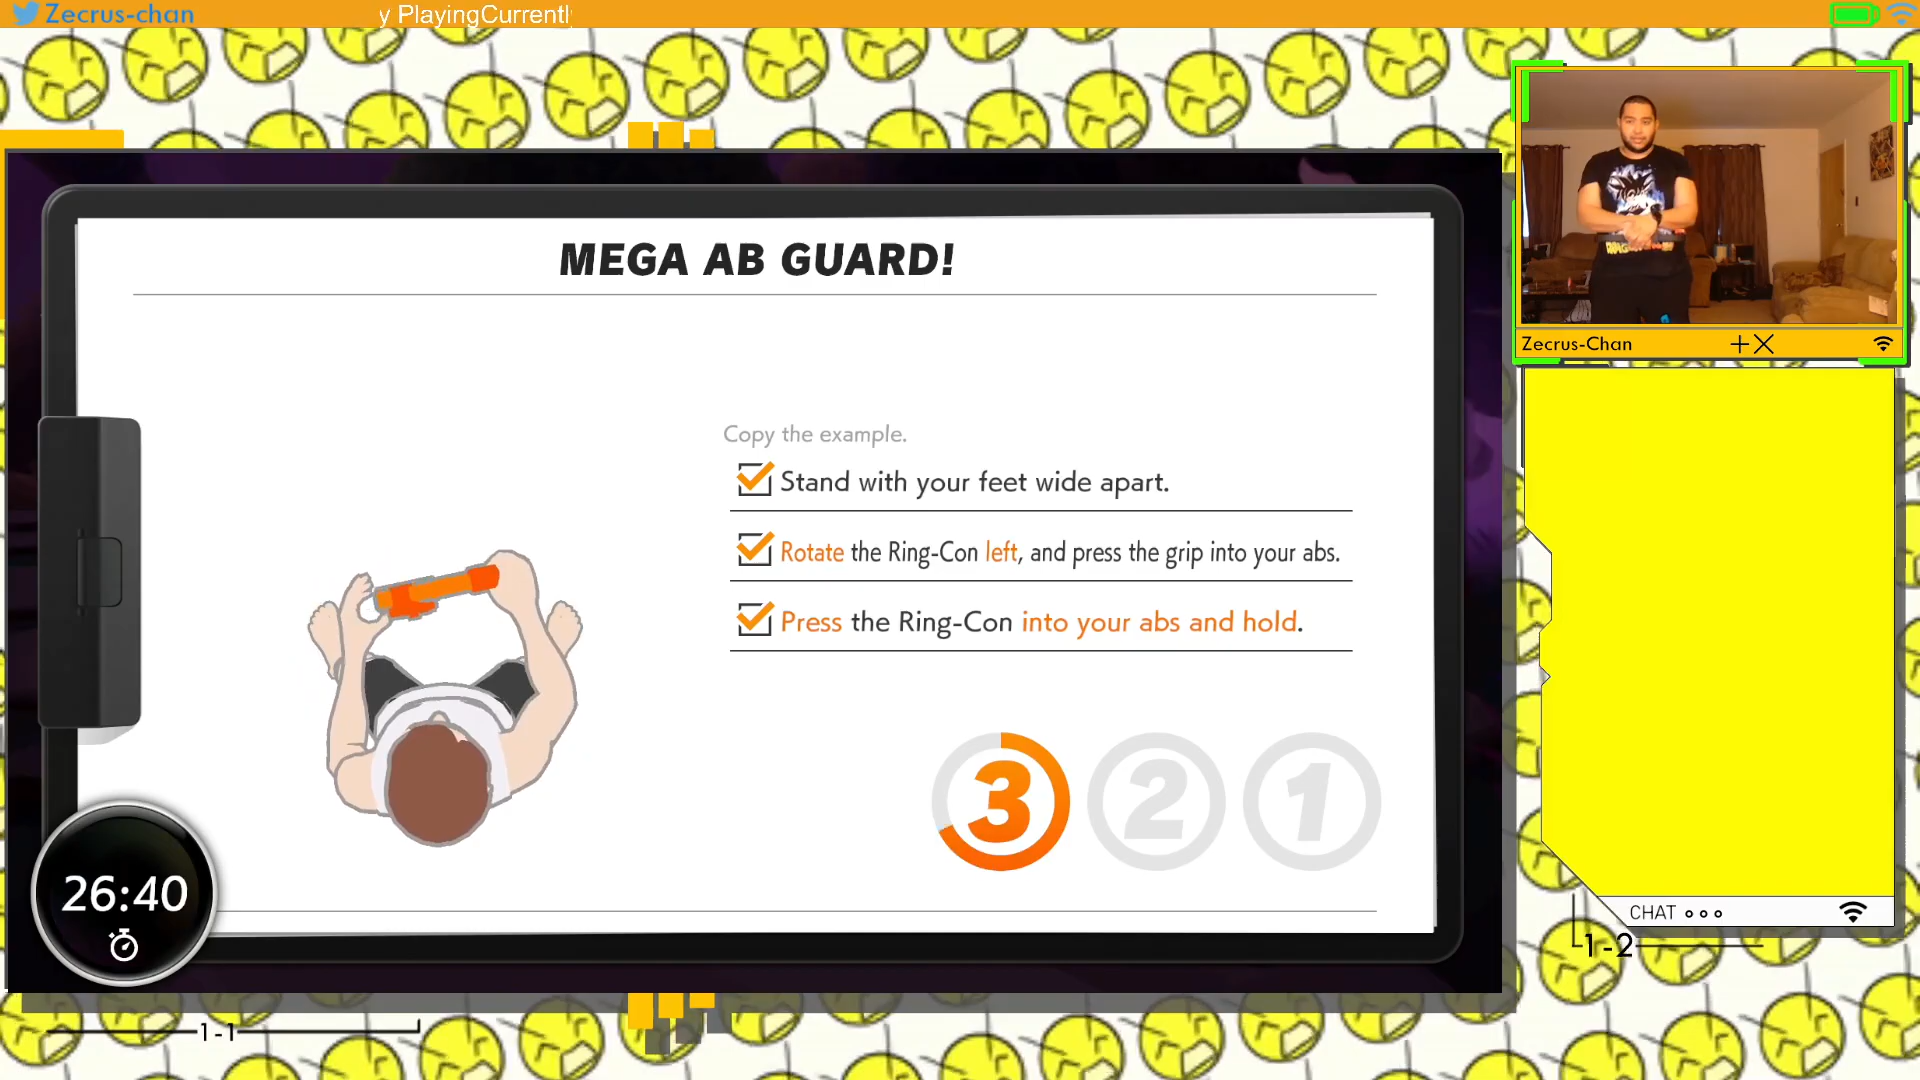 Zecrus-chan
y PlayingCurrentl
MEGA AB GUARD!
Copy the example.
Stand with your feet wide apart.
Rotate the Ring-Con left, and press the grip into your abs.
Press the Ring-Con into your abs and hold.
3 2 1
26:40
Zecrus-Chan
CHAT
1-2
1-1